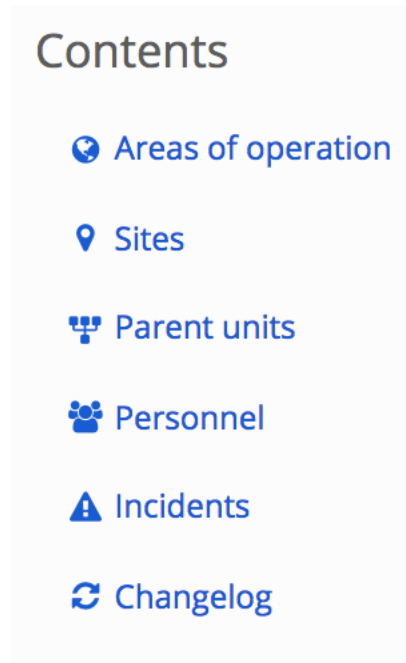 Contents
Areas of operation
Sites
Parent units
Personnel
Incidents
Changelog